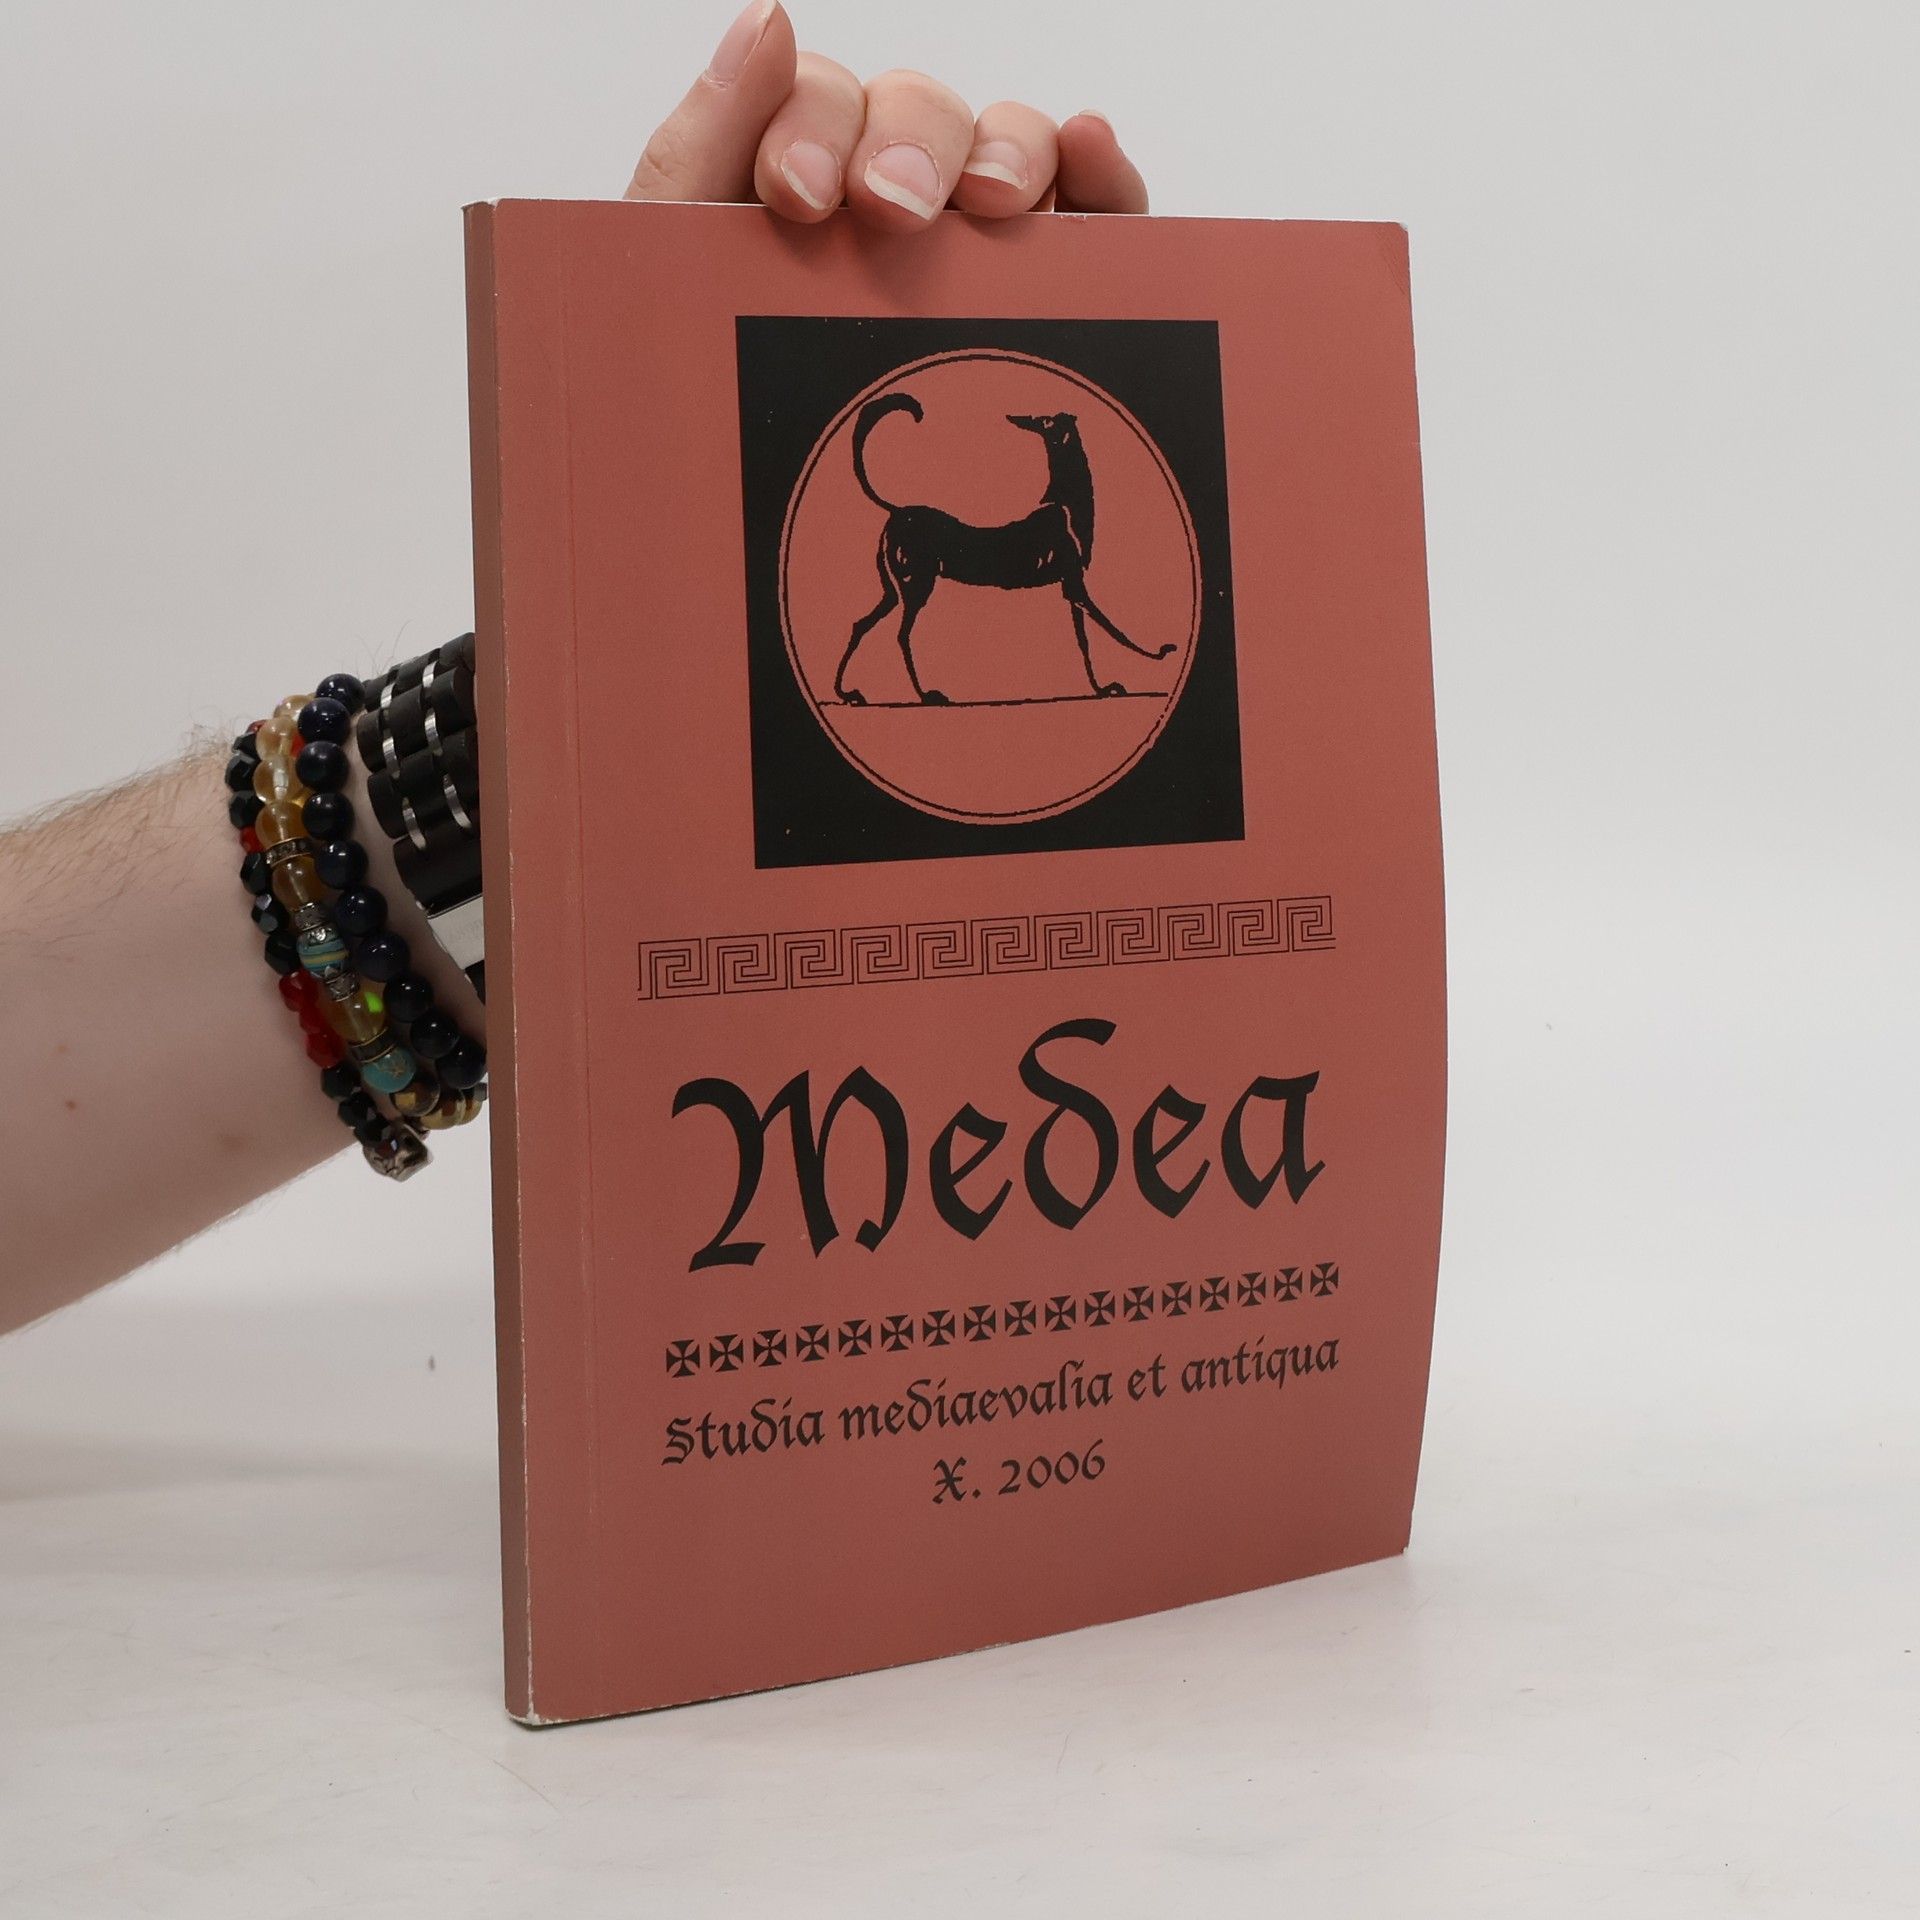 Medea
Studia mediaevalia et antiqua
X. 2006